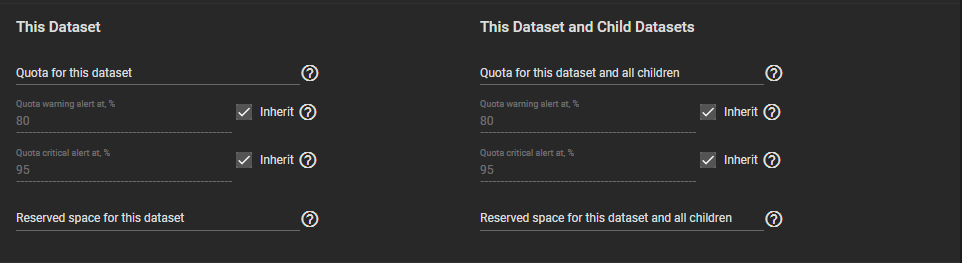 This Dataset
Quota for this dataset
Quota warning alert at, %
80
Inherit
Quota critical alert at, %
95
Inherit
Reserved space for this dataset
This Dataset and Child Datasets
Quota for this dataset and all children
Quota warning alert at, %
80
Inherit
Quota critical alert at, %
95
Inherit
Reserved space for this dataset and all children